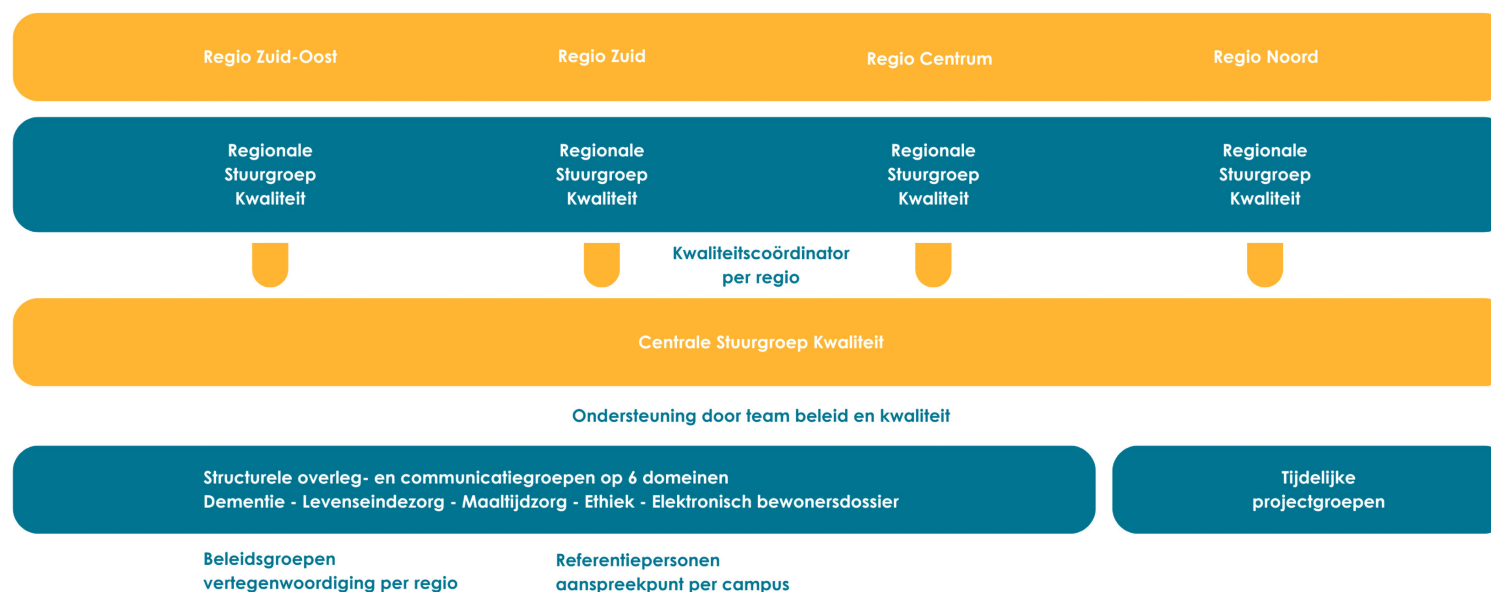 Regio Zuid-Oost
Regio Zuid
Regio Centrum
Regio Noord
Regionale
Stuurgroep
Kwaliteit
Regionale
Stuurgroep
Kwaliteit
Regionale
Stuurgroep
Kwaliteit
Regionale
Stuurgroep
Kwaliteit
Kwaliteitscoördinator
per regio
Centrale Stuurgroep Kwaliteit
Ondersteuning door team beleid en kwaliteit
Structurele overleg- en communicatiegroepen op 6 domeinen
Dementie - Levenseindezorg - Maaltijdzorg - Ethiek - Elektronisch bewonersdossier
Tijdelijke
projectgroepen
Beleidsgroepen
vertegenwoordiging per regio
Referentiepersonen
aanspreekpunt per campus